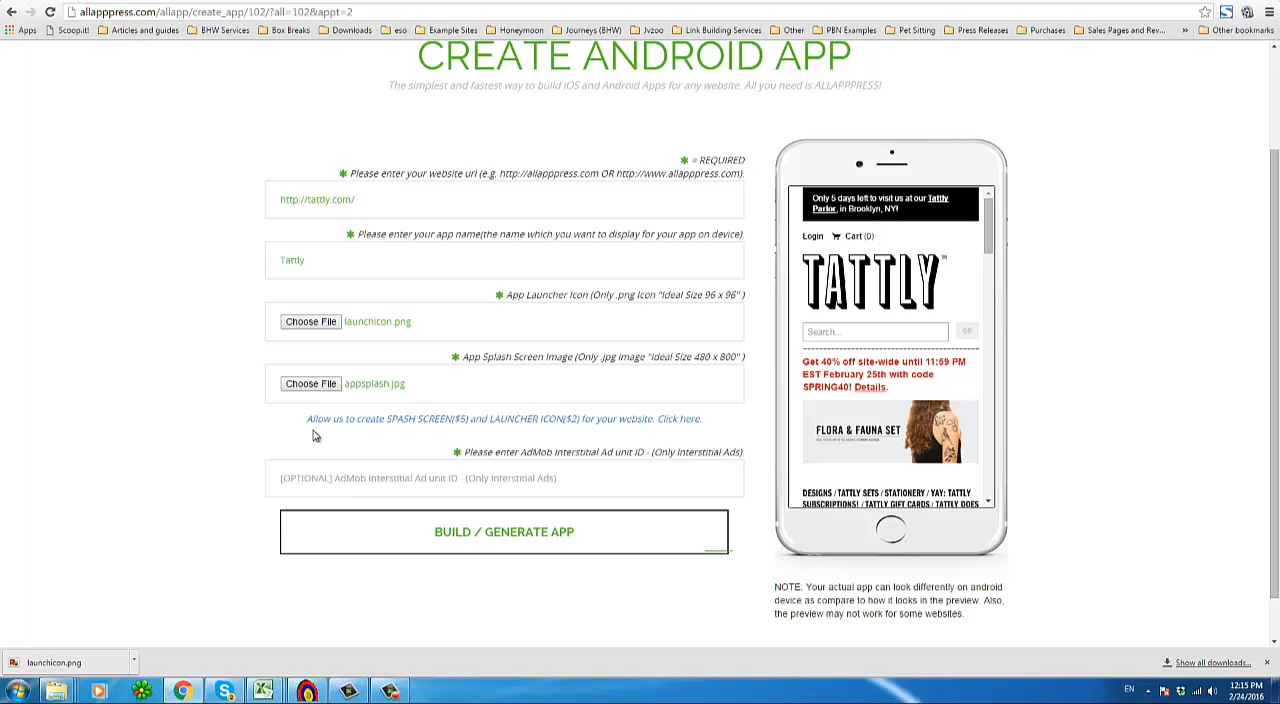 allapppress.com/allapp/create_app/102/?all=102&appt=2
Apps Scoop.it! Articles and guides BHW Services Box Breaks Downloads eso Example Sites Honeymoon Journeys (BHW) Jvzoo Link Building Services Other PBN Examples Pet Sitting Press Releases Purchases Sales Pages and Rev... » Other bookmarks
CREATE ANDROID APP
The simplest and fastest way to build iOS and Android Apps for any website. All you need is ALLAPPPRESS!
✱ = REQUIRED
✱ Please enter your website url (e.g. http://allapppress.com OR http://www.allapppress.com).
http://tattly.com/
✱ Please enter your app name(the name which you want to display for your app on device)
Tattly
✱ App Launcher Icon (Only .png Icon "Ideal Size 96 x 96" )
Choose File launchicon.png
✱ App Splash Screen Image (Only .jpg image "Ideal Size 480 x 800" )
Choose File appsplash.jpg
Allow us to create SPASH SCREEN($5) and LAUNCHER ICON($2) for your website. Click here.
✱ Please enter AdMob Interstitial Ad unit ID - (Only Interstitial Ads)
[OPTIONAL] AdMob Interstitial Ad unit ID - (Only Interstitial Ads)
BUILD / GENERATE APP
Only 5 days left to visit us at our Tattly
Parlor, in Brooklyn, NY!
Login Cart (0)
TATTLY
Search... GO
Get 40% off site-wide until 11:59 PM
EST February 25th with code
SPRING40! Details.
FLORA & FAUNA SET
DESIGNS / TATTLY SETS / STATIONERY / YAY: TATTLY
SUBSCRIPTIONS! / TATTLY GIFT CARDS / TATTLY DOES
NOTE: Your actual app can look differently on android
device as compare to how it looks in the preview. Also,
the preview may not work for some websites.
launchicon.png
Show all downloads...
EN
12:15 PM
2/24/2016